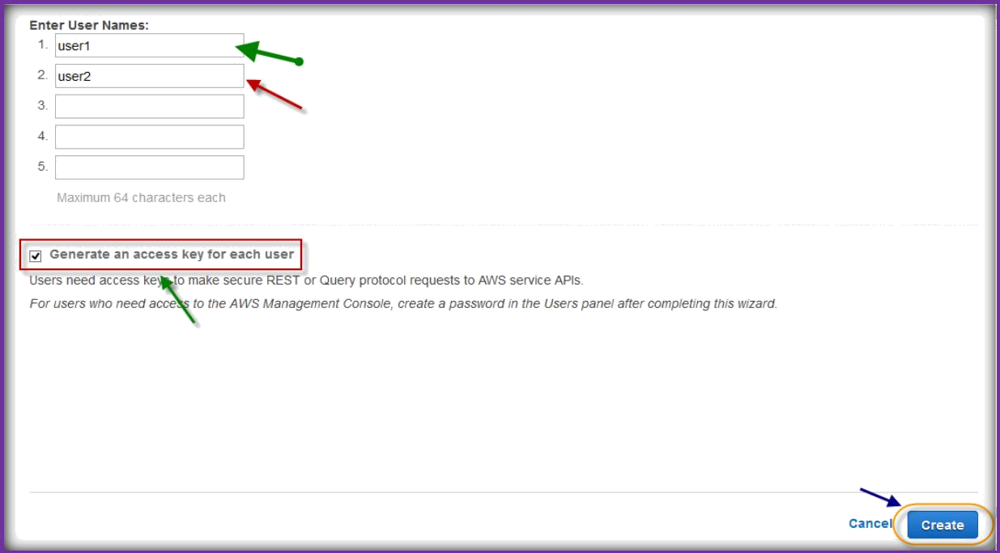 Enter User Names:
1. user1
2. user2
3.
4.
5.
Maximum 64 characters each
Generate an access key for each user
Users need access keys to make secure REST or Query protocol requests to AWS service APIs.
For users who need access to the AWS Management Console, create a password in the Users panel after completing this wizard.
Cancel Create